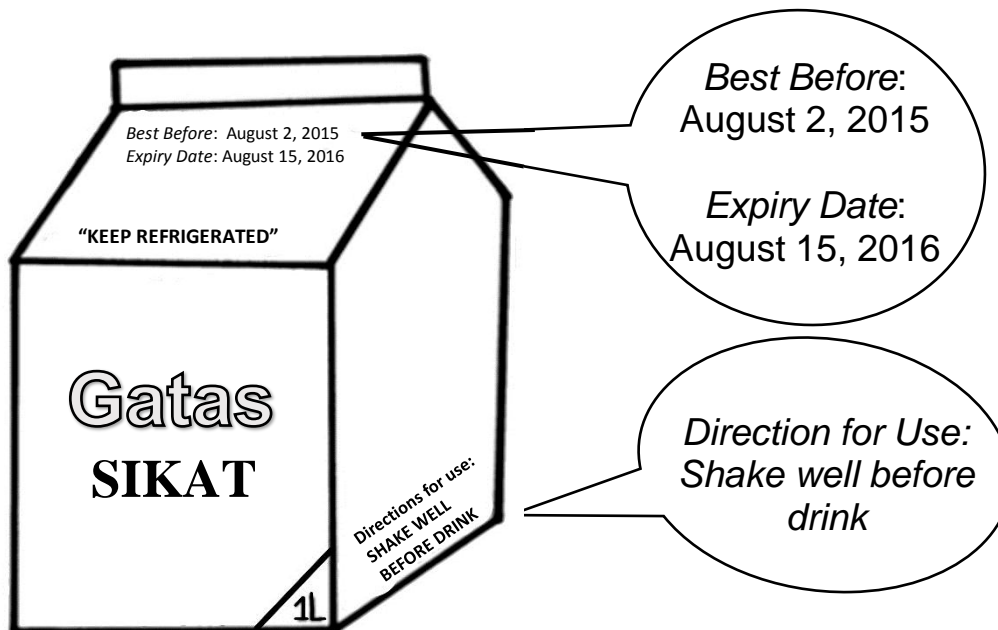 Best Before: August 2, 2015
Expiry Date: August 15, 2016
"KEEP REFRIGERATED"
Gatas
SIKAT
Directions for use:
SHAKE WELL
BEFORE DRINK
1L
Best Before:
August 2, 2015
Expiry Date:
August 15, 2016
Direction for Use:
Shake well before
drink